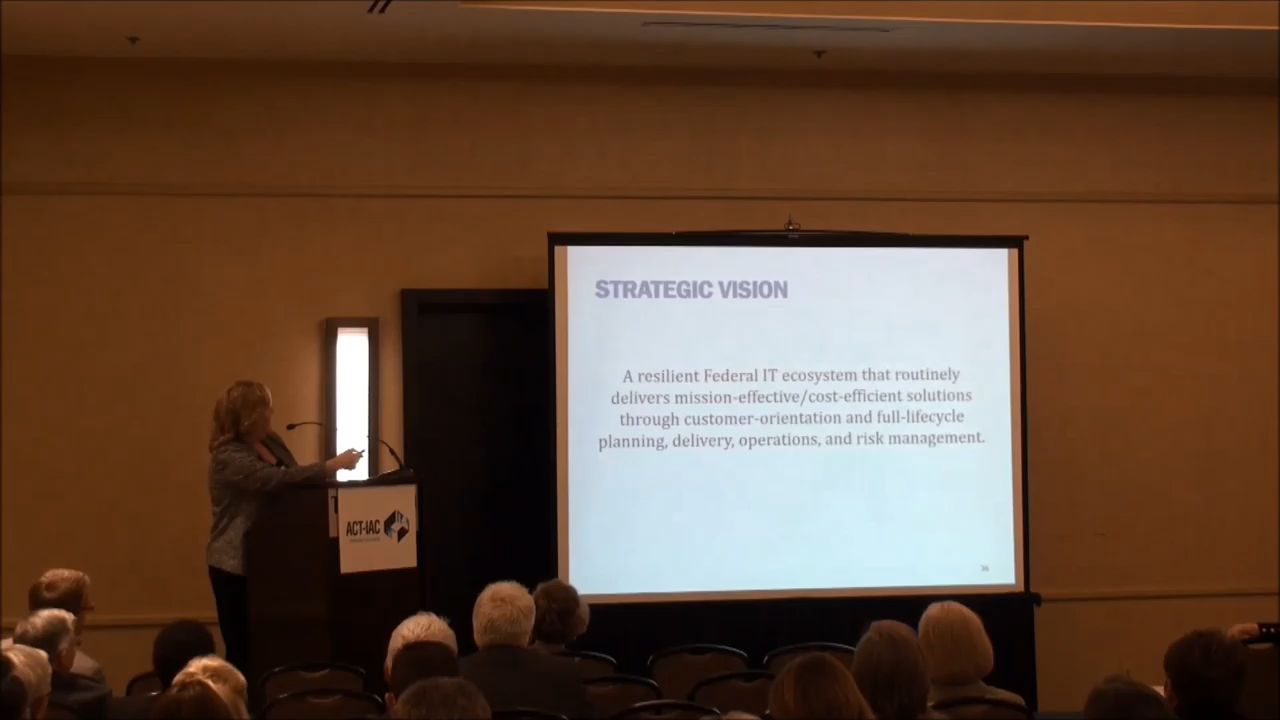 STRATEGIC VISION
A resilient Federal IT ecosystem that routinely
delivers mission-effective/cost-efficient solutions
through customer-orientation and full-lifecycle
planning, delivery, operations, and risk management.
36
ACT-IAC